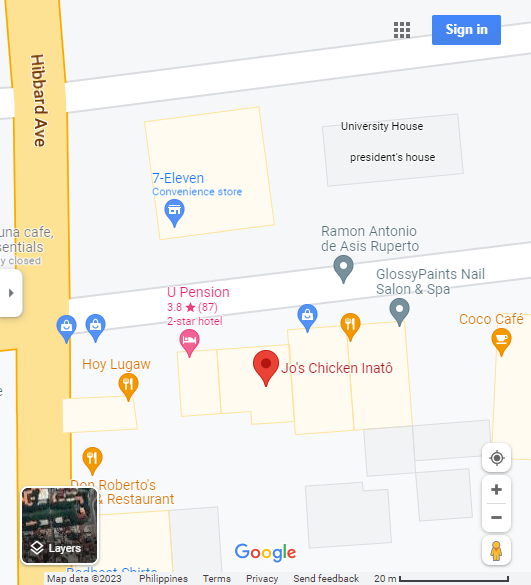 Sign in
Hibbard Ave
University House
president's house
7-Eleven
Convenience store
una cafe,
sentials
y closed
Ramon Antonio
de Asis Ruperto
GlossyPaints Nail
Salon & Spa
U Pension
3.8 ★ (87)
2-star hotel
Coco Café
Hoy Lugaw
Jo's Chicken Inatô
Don Roberto's
& Restaurant
Layers
Google
Map data ©2023 Philippines Terms Privacy Send feedback 20 m